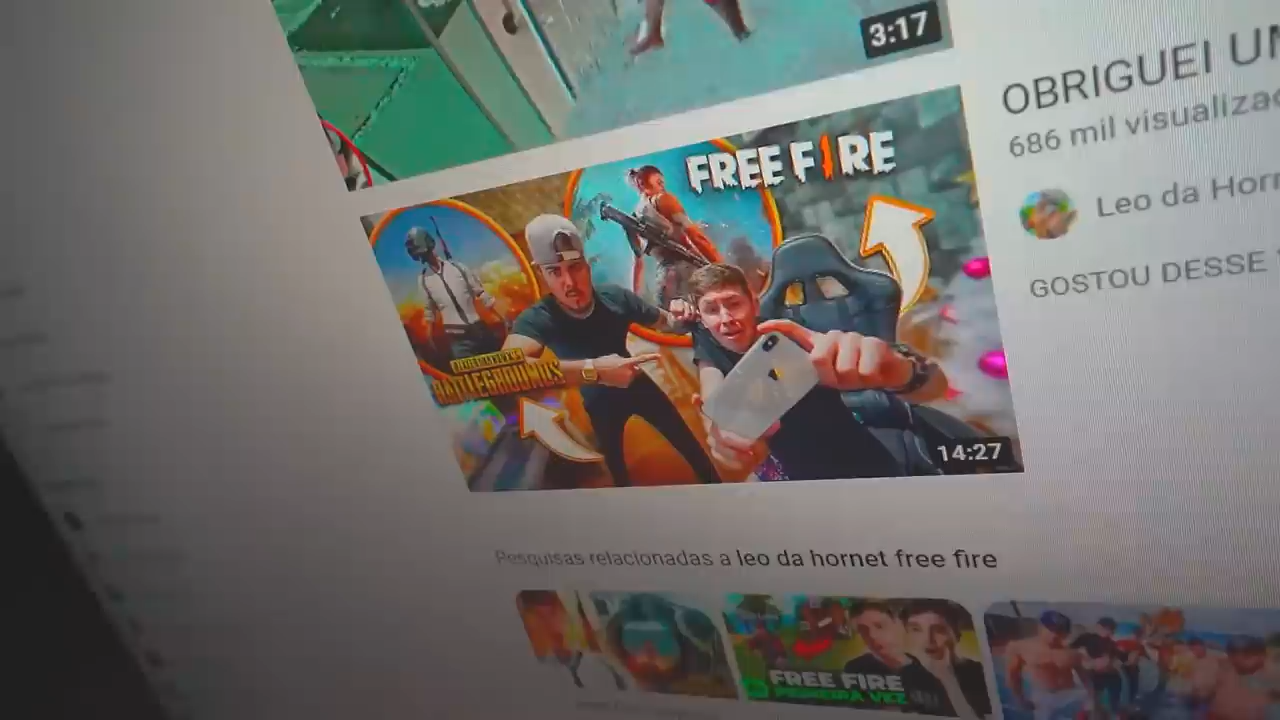 3:17
OBRIGUEI UM
686 mil visualizaç
Leo da Horn
GOSTOU DESSE
FREE FIRE
BATTLEGROUNDS
14:27
Pesquisas relacionadas a leo da hornet free fire
FREE FIRE
PRIMEIRA VEZ